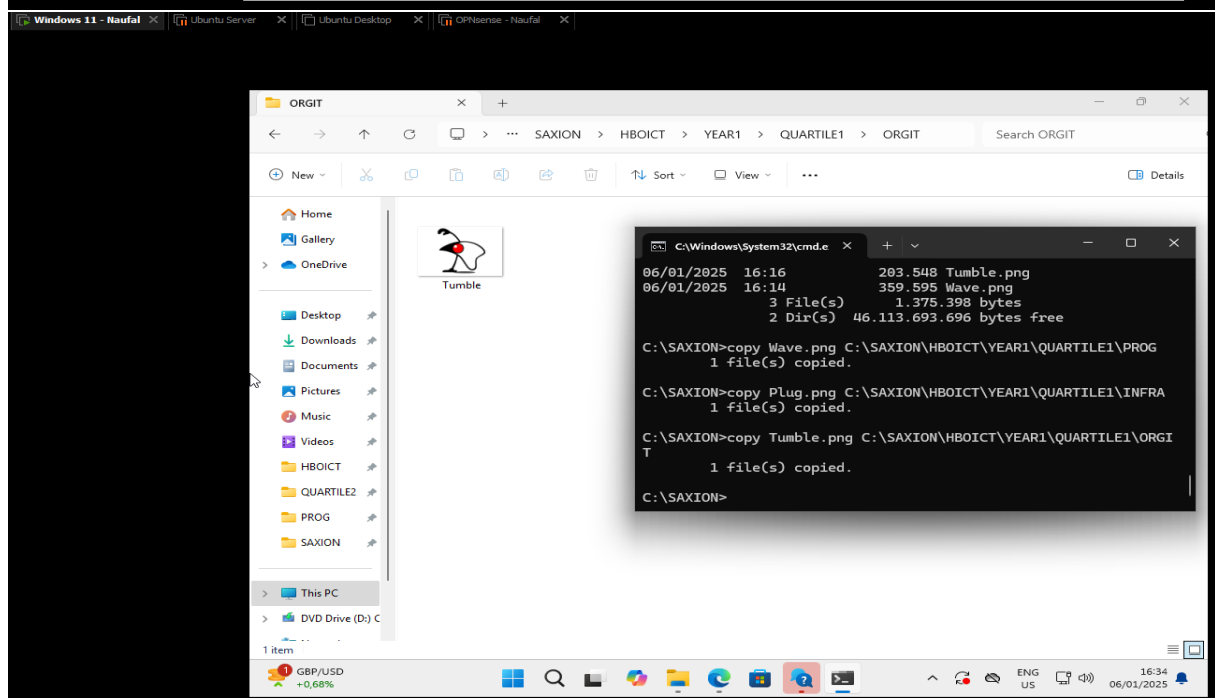 Windows 11 - Naufal Ubuntu Server Ubuntu Desktop OPNsense - Naufal
ORGIT
SAXION > HBOICT > YEAR1 > QUARTILE1 > ORGIT Search ORGIT
New Sort View ... Details
Home
Gallery
OneDrive
Desktop
Downloads
Documents
Pictures
Music
Videos
HBOICT
QUARTILE2
PROG
SAXION
This PC
DVD Drive (D:) C
1 item
Tumble
C:\Windows\System32\cmd.e
06/01/2025 16:16 203.548 Tumble.png
06/01/2025 16:14 359.595 Wave.png
3 File(s) 1.375.398 bytes
2 Dir(s) 46.113.693.696 bytes free
C:\SAXION>copy Wave.png C:\SAXION\HBOICT\YEAR1\QUARTILE1\PROG
1 file(s) copied.
C:\SAXION>copy Plug.png C:\SAXION\HBOICT\YEAR1\QUARTILE1\INFRA
1 file(s) copied.
C:\SAXION>copy Tumble.png C:\SAXION\HBOICT\YEAR1\QUARTILE1\ORGI
T
1 file(s) copied.
C:\SAXION>
1
GBP/USD
+0,68%
ENG
US
16:34
06/01/2025